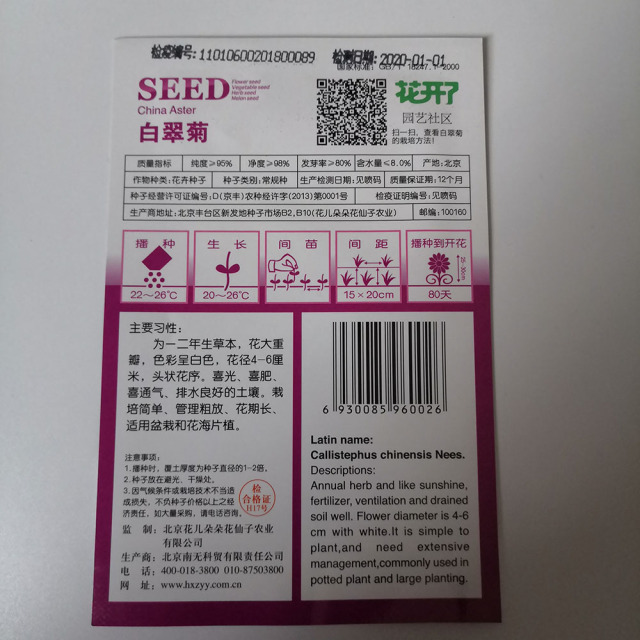 检疫编号:11010600201800089 检测日期:2020-01-01
国家标准: GB/T 18247.1-2000
SEED
Flower seed
Vegetable seed
Herb seed
Melon seed
China Aster
白翠菊
花开了
园艺社区
扫一扫,查看白翠菊
的栽培方法!
质量指标 纯度≥95% 净度≥98% 发芽率≥80% 含水量≤8.0% 产地:北京
作物种类:花卉种子 种子类别:常规种 生产检测日期:见喷码 质量保证期:12个月
种子经营许可证编号:D(京丰)农种经许字(2013)第0001号 检疫证明编号:见喷码
生产商地址:北京丰台区新发地种子市场B2,B10(花儿朵朵花仙子农业) 邮编:100160
播种 生长 间苗 间距 播种到开花
25~30cm
22～26℃ 20～26℃ 15×20cm 80天
主要习性:
为一二年生草本，花大重
瓣，色彩呈白色，花径4–6厘
米，头状花序。喜光、喜肥、
喜通气、排水良好的土壤。栽
培简单、管理粗放、花期长、
适用盆栽和花海片植。
注意事项:
1.播种时，覆土厚度为种子直径的1–2倍。
2.种子放在避光、干燥处。
3.因气候条件或栽培技术不当造
成损失，不负种子价格以上之经
济责任，如大量采购，请电话咨询。
检
合格证
H17号
监 制:北京花儿朵朵花仙子农业
有限公司
生产商:北京南无科贸有限责任公司
电 话:400-018-3800 010-87503800
网 址:www.hxzyy.com.cn
6 930085 960026
Latin name:
Callistephus chinensis Nees.
Descriptions:
Annual herb and like sunshine,
fertilizer, ventilation and drained
soil well. Flower diameter is 4-6
cm with white.It is simple to
plant,and need extensive
management,commonly used in
potted plant and large planting.